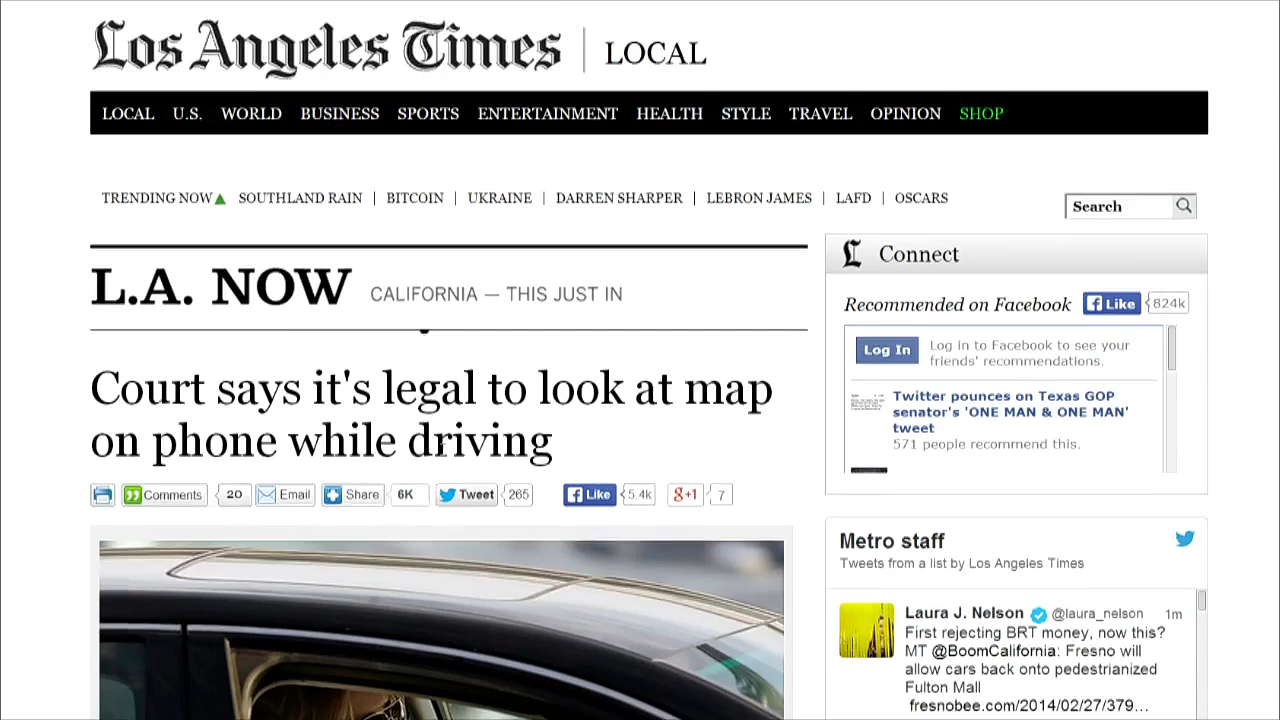 Los Angeles Times | LOCAL
LOCAL U.S. WORLD BUSINESS SPORTS ENTERTAINMENT HEALTH STYLE TRAVEL OPINION SHOP
TRENDING NOW▲ SOUTHLAND RAIN | BITCOIN | UKRAINE | DARREN SHARPER | LEBRON JAMES | LAFD | OSCARS
Search
L.A. NOW CALIFORNIA — THIS JUST IN
Court says it's legal to look at map
on phone while driving
Comments 20 Email Share 6K Tweet 265 Like 5.4k g+1 7
Connect
Recommended on Facebook Like 824k
Log In
Log in to Facebook to see your
friends' recommendations.
Twitter pounces on Texas GOP
senator's 'ONE MAN & ONE MAN'
tweet
571 people recommend this.
Metro staff
Tweets from a list by Los Angeles Times
Laura J. Nelson @laura_nelson 1m
First rejecting BRT money, now this?
MT @BoomCalifornia: Fresno will
allow cars back onto pedestrianized
Fulton Mall
fresnobee.com/2014/02/27/379…